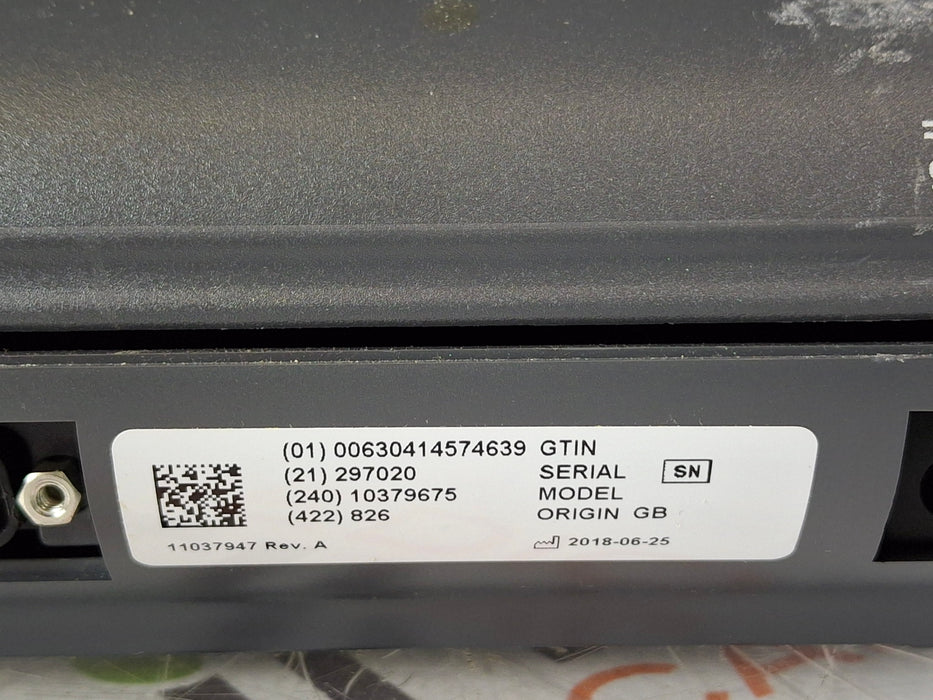 (01) 00630414574639 GTIN
(21) 297020 SERIAL SN
(240) 10379675 MODEL
(422) 826 ORIGIN GB
11037947 Rev. A 2018-06-25